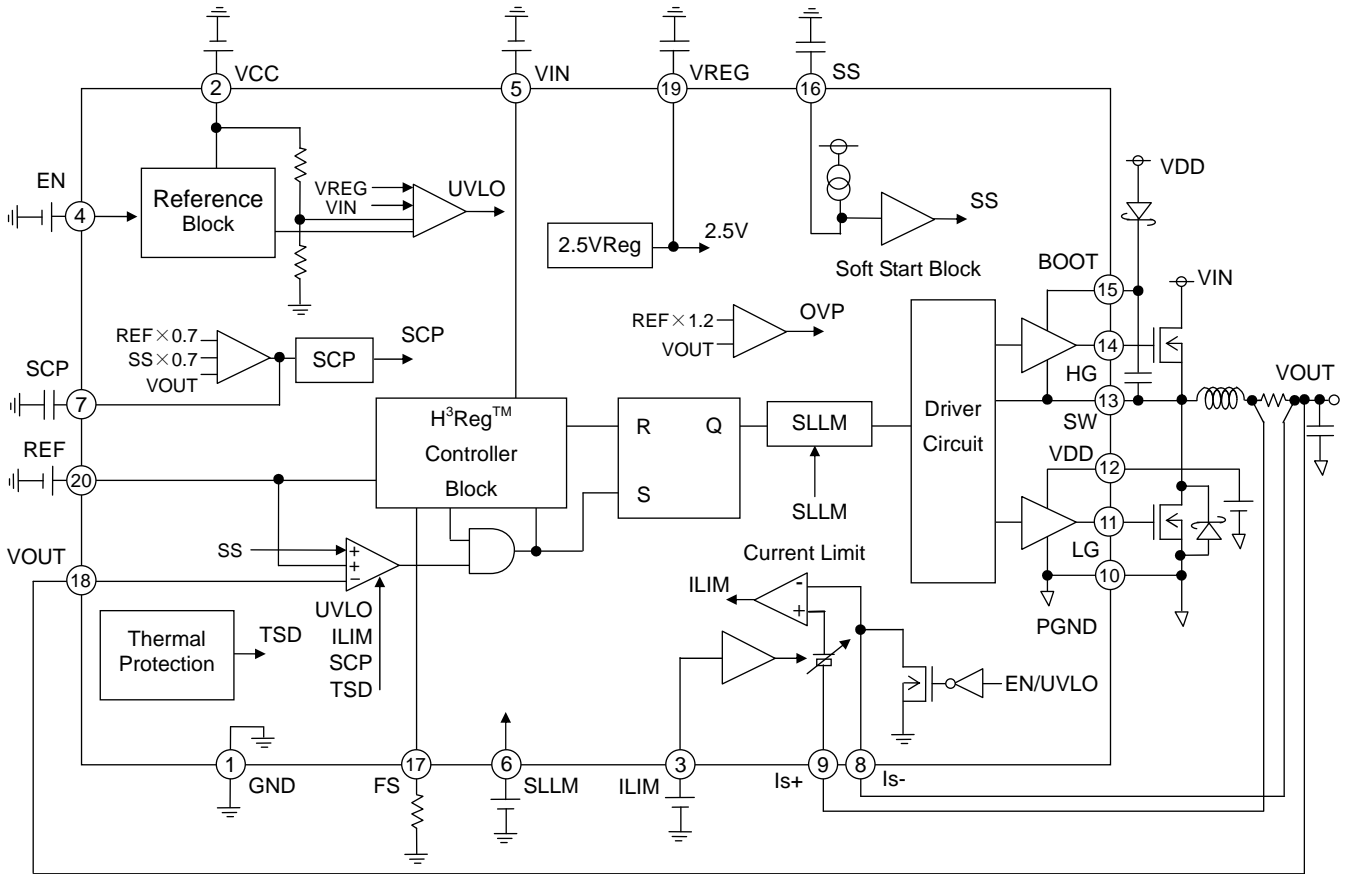 VCC
2
VIN
5
VREG
19
SS
16
EN
4
Reference
Block
VREG
VIN
UVLO
2.5VReg
2.5V
SS
Soft Start Block
VDD
BOOT
15
VIN
REF×0.7
SS×0.7
VOUT
SCP
SCP
REF×1.2
VOUT
OVP
14
HG
SCP
7
H³Reg™
Controller
Block
R
Q
S
SLLM
SLLM
Driver
Circuit
13
SW
VOUT
REF
20
VDD
12
11
LG
10
PGND
VOUT
18
SS
+
+
-
UVLO
ILIM
SCP
TSD
Thermal
Protection
TSD
Current Limit
ILIM
-
+
EN/UVLO
1
GND
17
FS
6
SLLM
3
ILIM
9
Is+
8
Is-